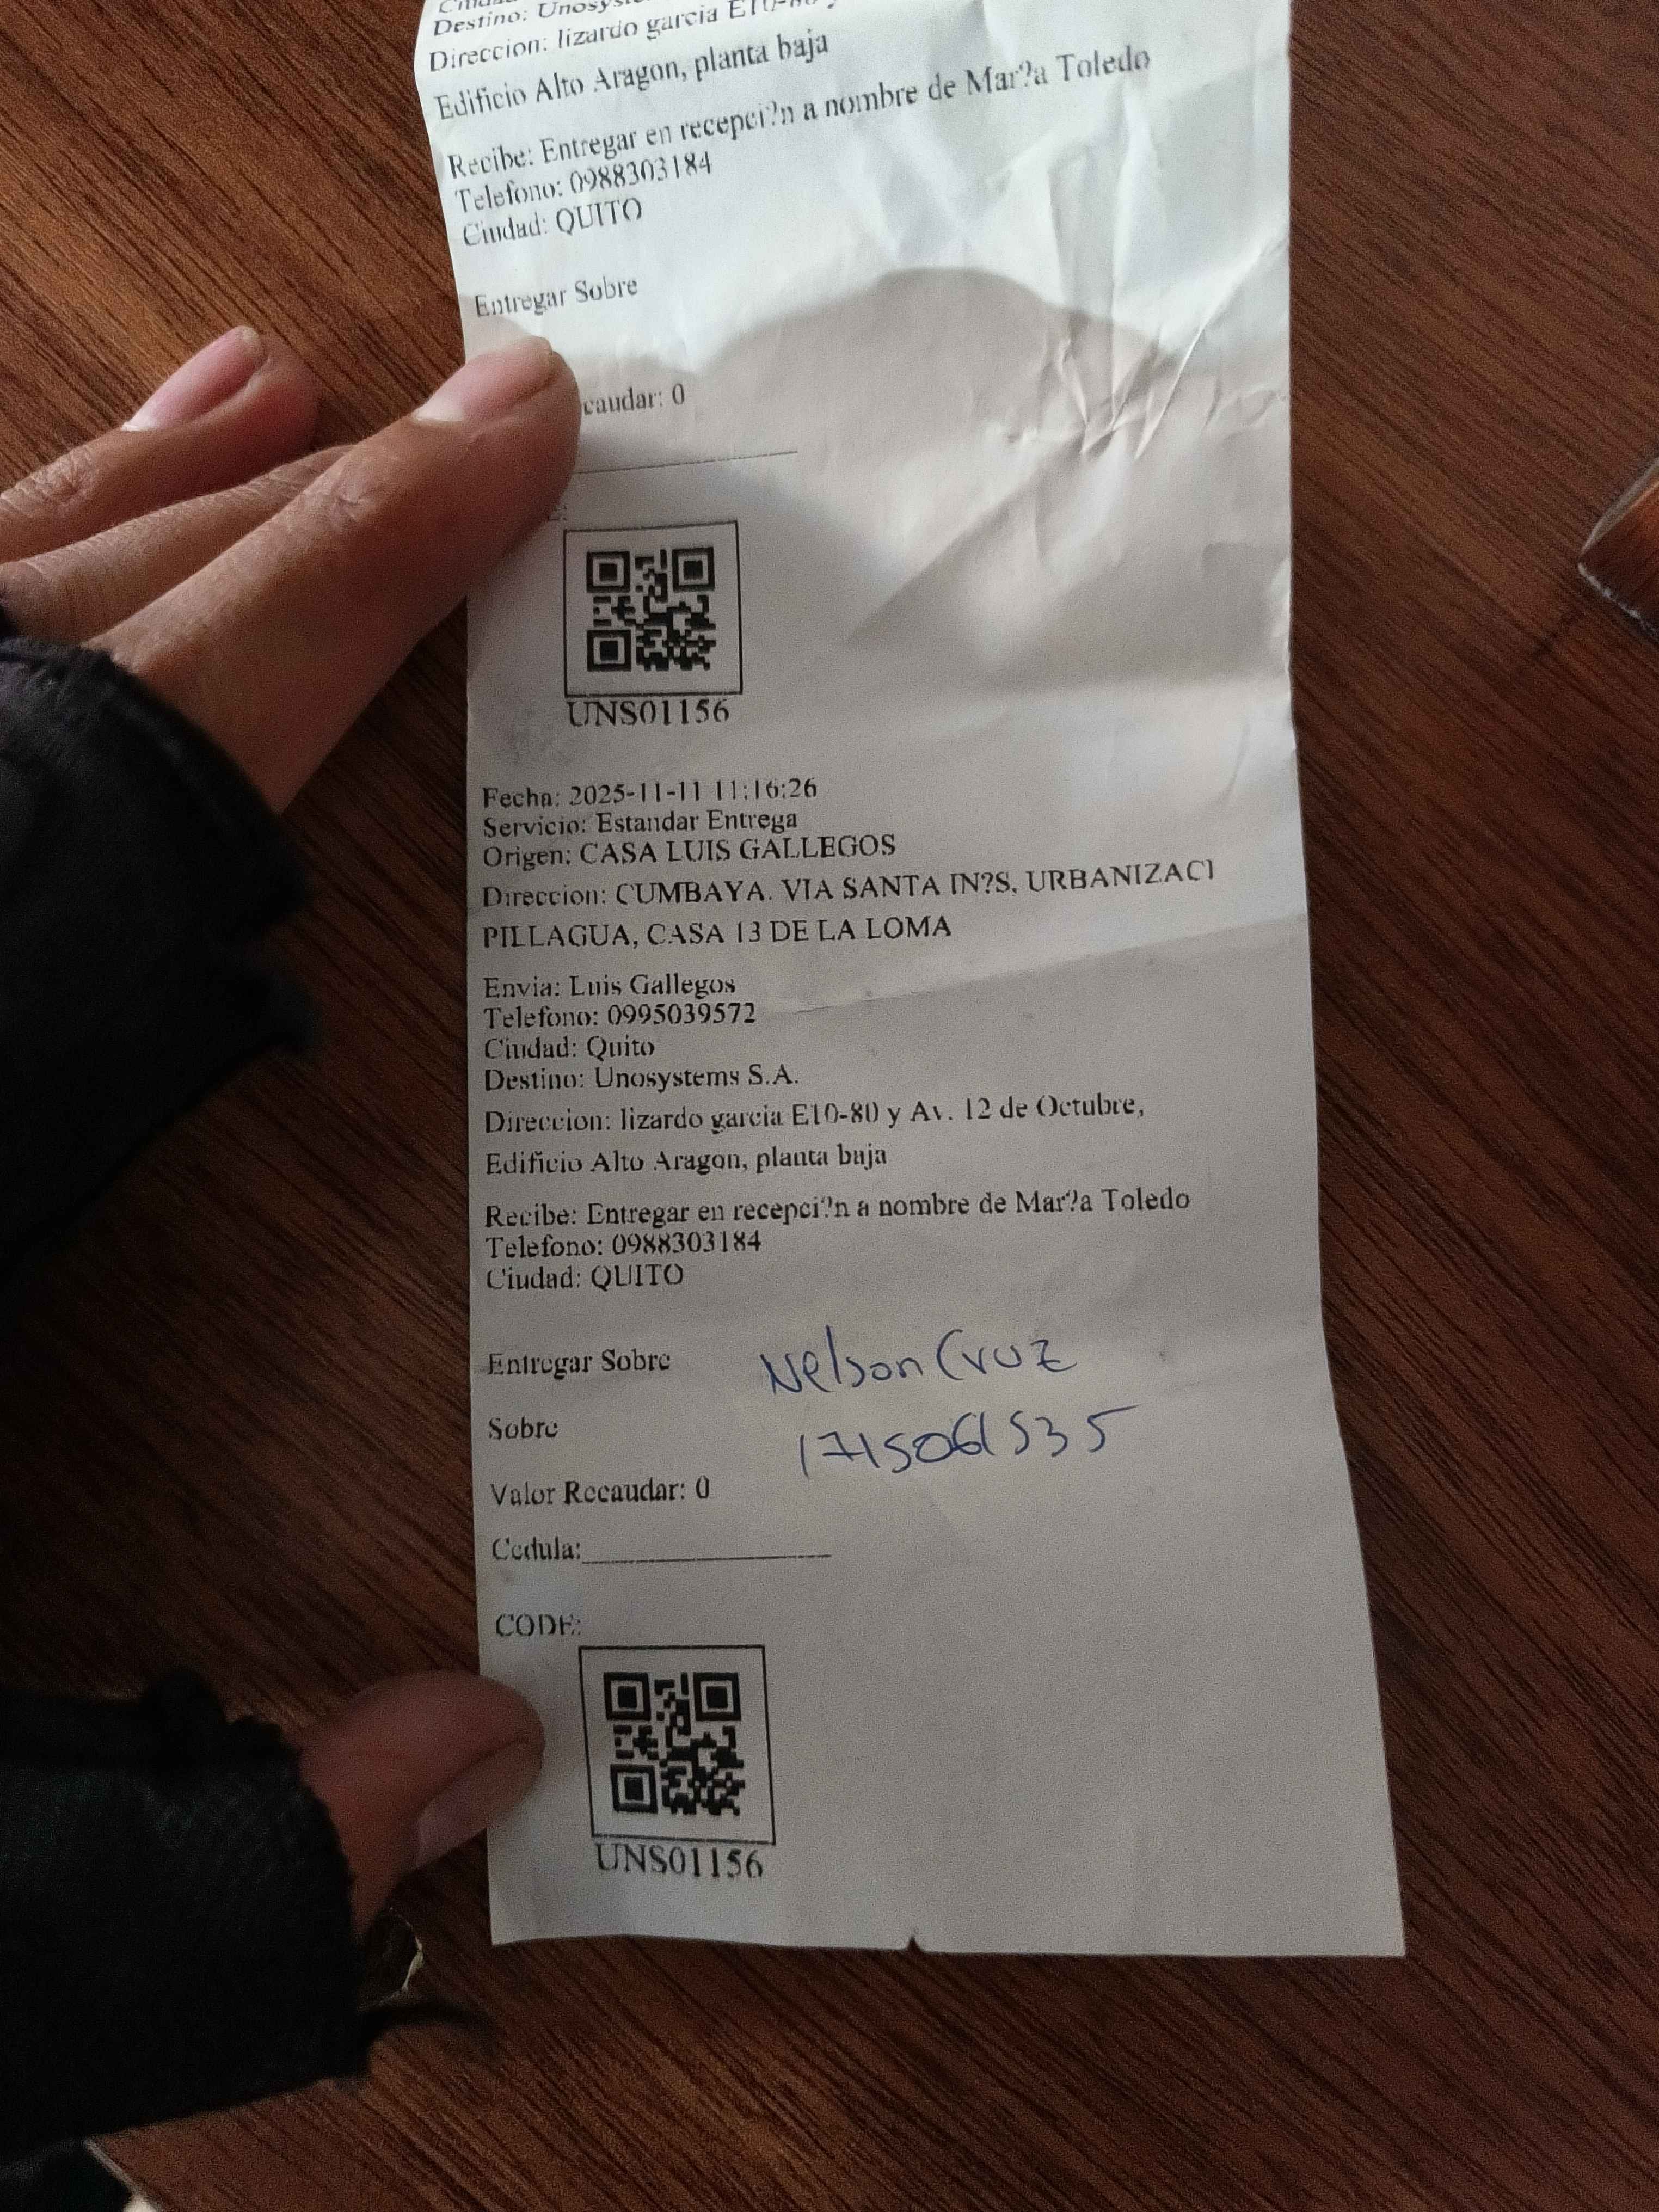 Destino:
Direccion: lizardo garcia
Edificio Alto Aragon, planta baja
Recibe: Entregar en recepci?n a nombre de Mar?a Toledo
Telefono: 0988303184
Ciudad: QUITO
Entregar Sobre
caudar: 0
UNS01156
Fecha: 2025-11-11 11:16:26
Servicio: Estandar Entrega
Origen: CASA LUIS GALLEGOS
Direccion: CUMBAYA. VIA SANTA IN?S, URBANIZACI
PILLAGUA, CASA 13 DE LA LOMA
Envia: Luis Gallegos
Telefono: 0995039572
Ciudad: Quito
Destino: Unosystems S.A.
Direccion: lizardo garcia E10-80 y Av. 12 de Octubre,
Edificio Alto Aragon, planta baja
Recibe: Entregar en recepci?n a nombre de Mar?a Toledo
Telefono: 0988303184
Ciudad: QUITO
Entregar Sobre Nelson Cruz
Sobre 1715061535
Valor Recaudar: 0
Cedula:
CODE:
UNS01156